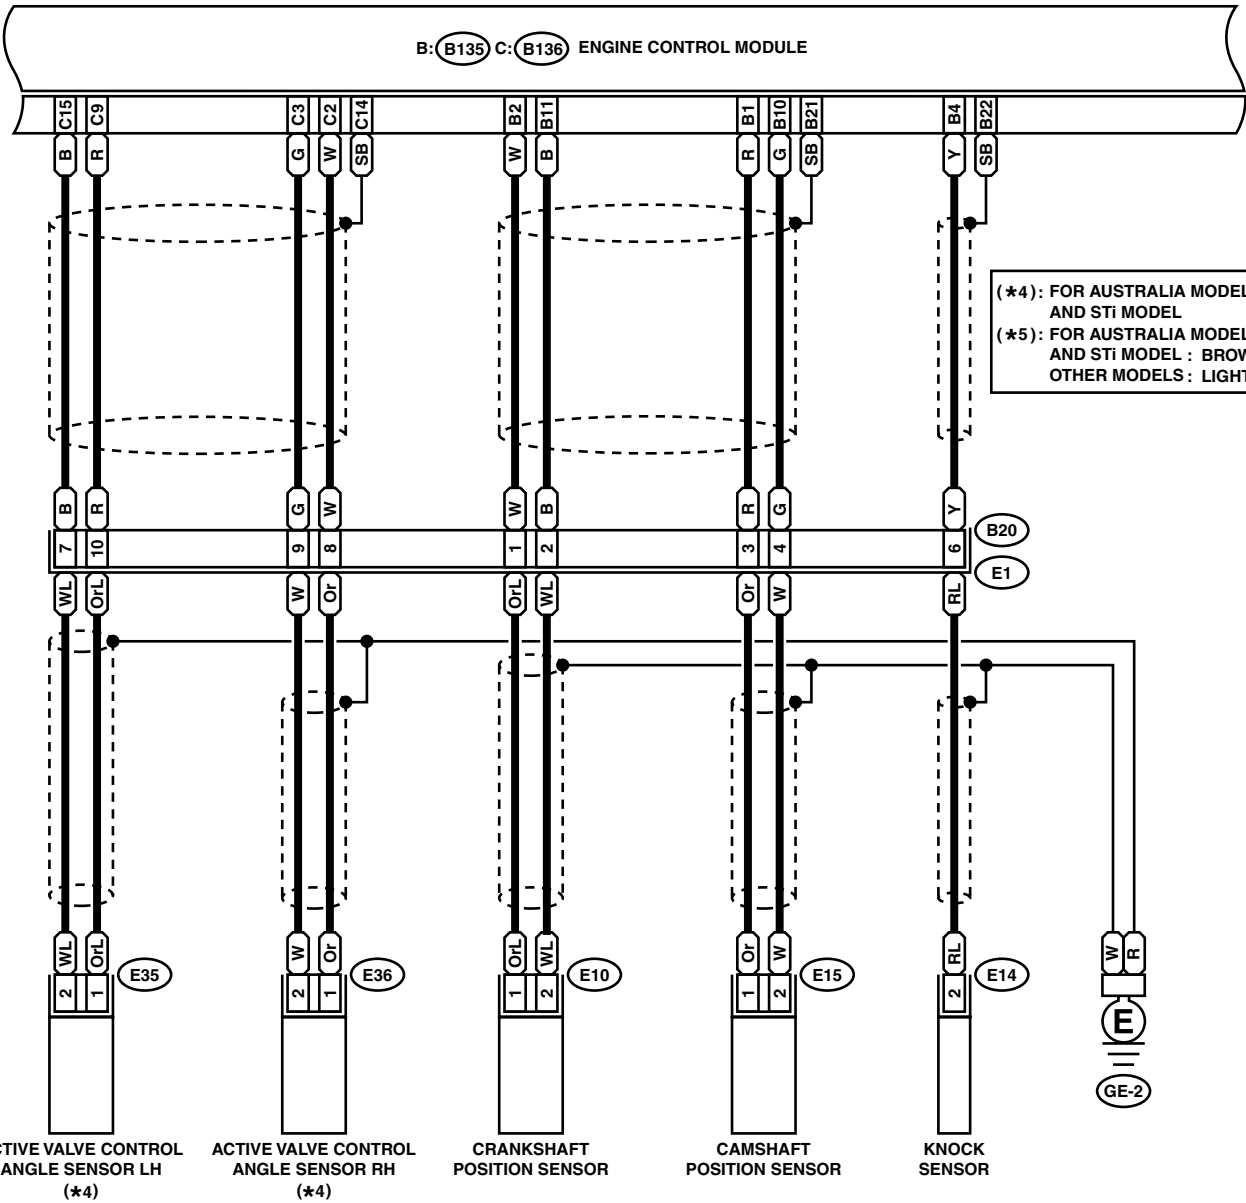 B: B135 C: B136 ENGINE CONTROL MODULE
C15 C9 C3 C2 C14 B2 B11 B1 B10 B21 B4 B22
B R G W SB W B R G SB Y SB
(★4): FOR AUSTRALIA MODEL
AND STi MODEL
(★5): FOR AUSTRALIA MODEL
AND STi MODEL : BROW
OTHER MODELS : LIGHT
B R G W W B R G Y
7 10 9 8 1 2 3 4 6 B20
E1
WL OrL W Or OrL WL Or W RL
WL OrL W Or OrL WL Or W RL W R
2 1 E35 2 1 E36 1 2 E10 1 2 E15 2 E14
E
GE-2
CTIVE VALVE CONTROL ACTIVE VALVE CONTROL CRANKSHAFT CAMSHAFT KNOCK
ANGLE SENSOR LH ANGLE SENSOR RH POSITION SENSOR POSITION SENSOR SENSOR
(★4) (★4)